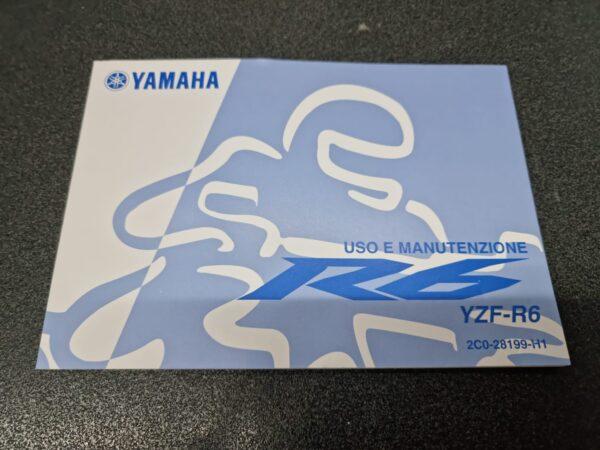 YAMAHA
USO E MANUTENZIONE
R6
YZF-R6
2C0-28199-H1